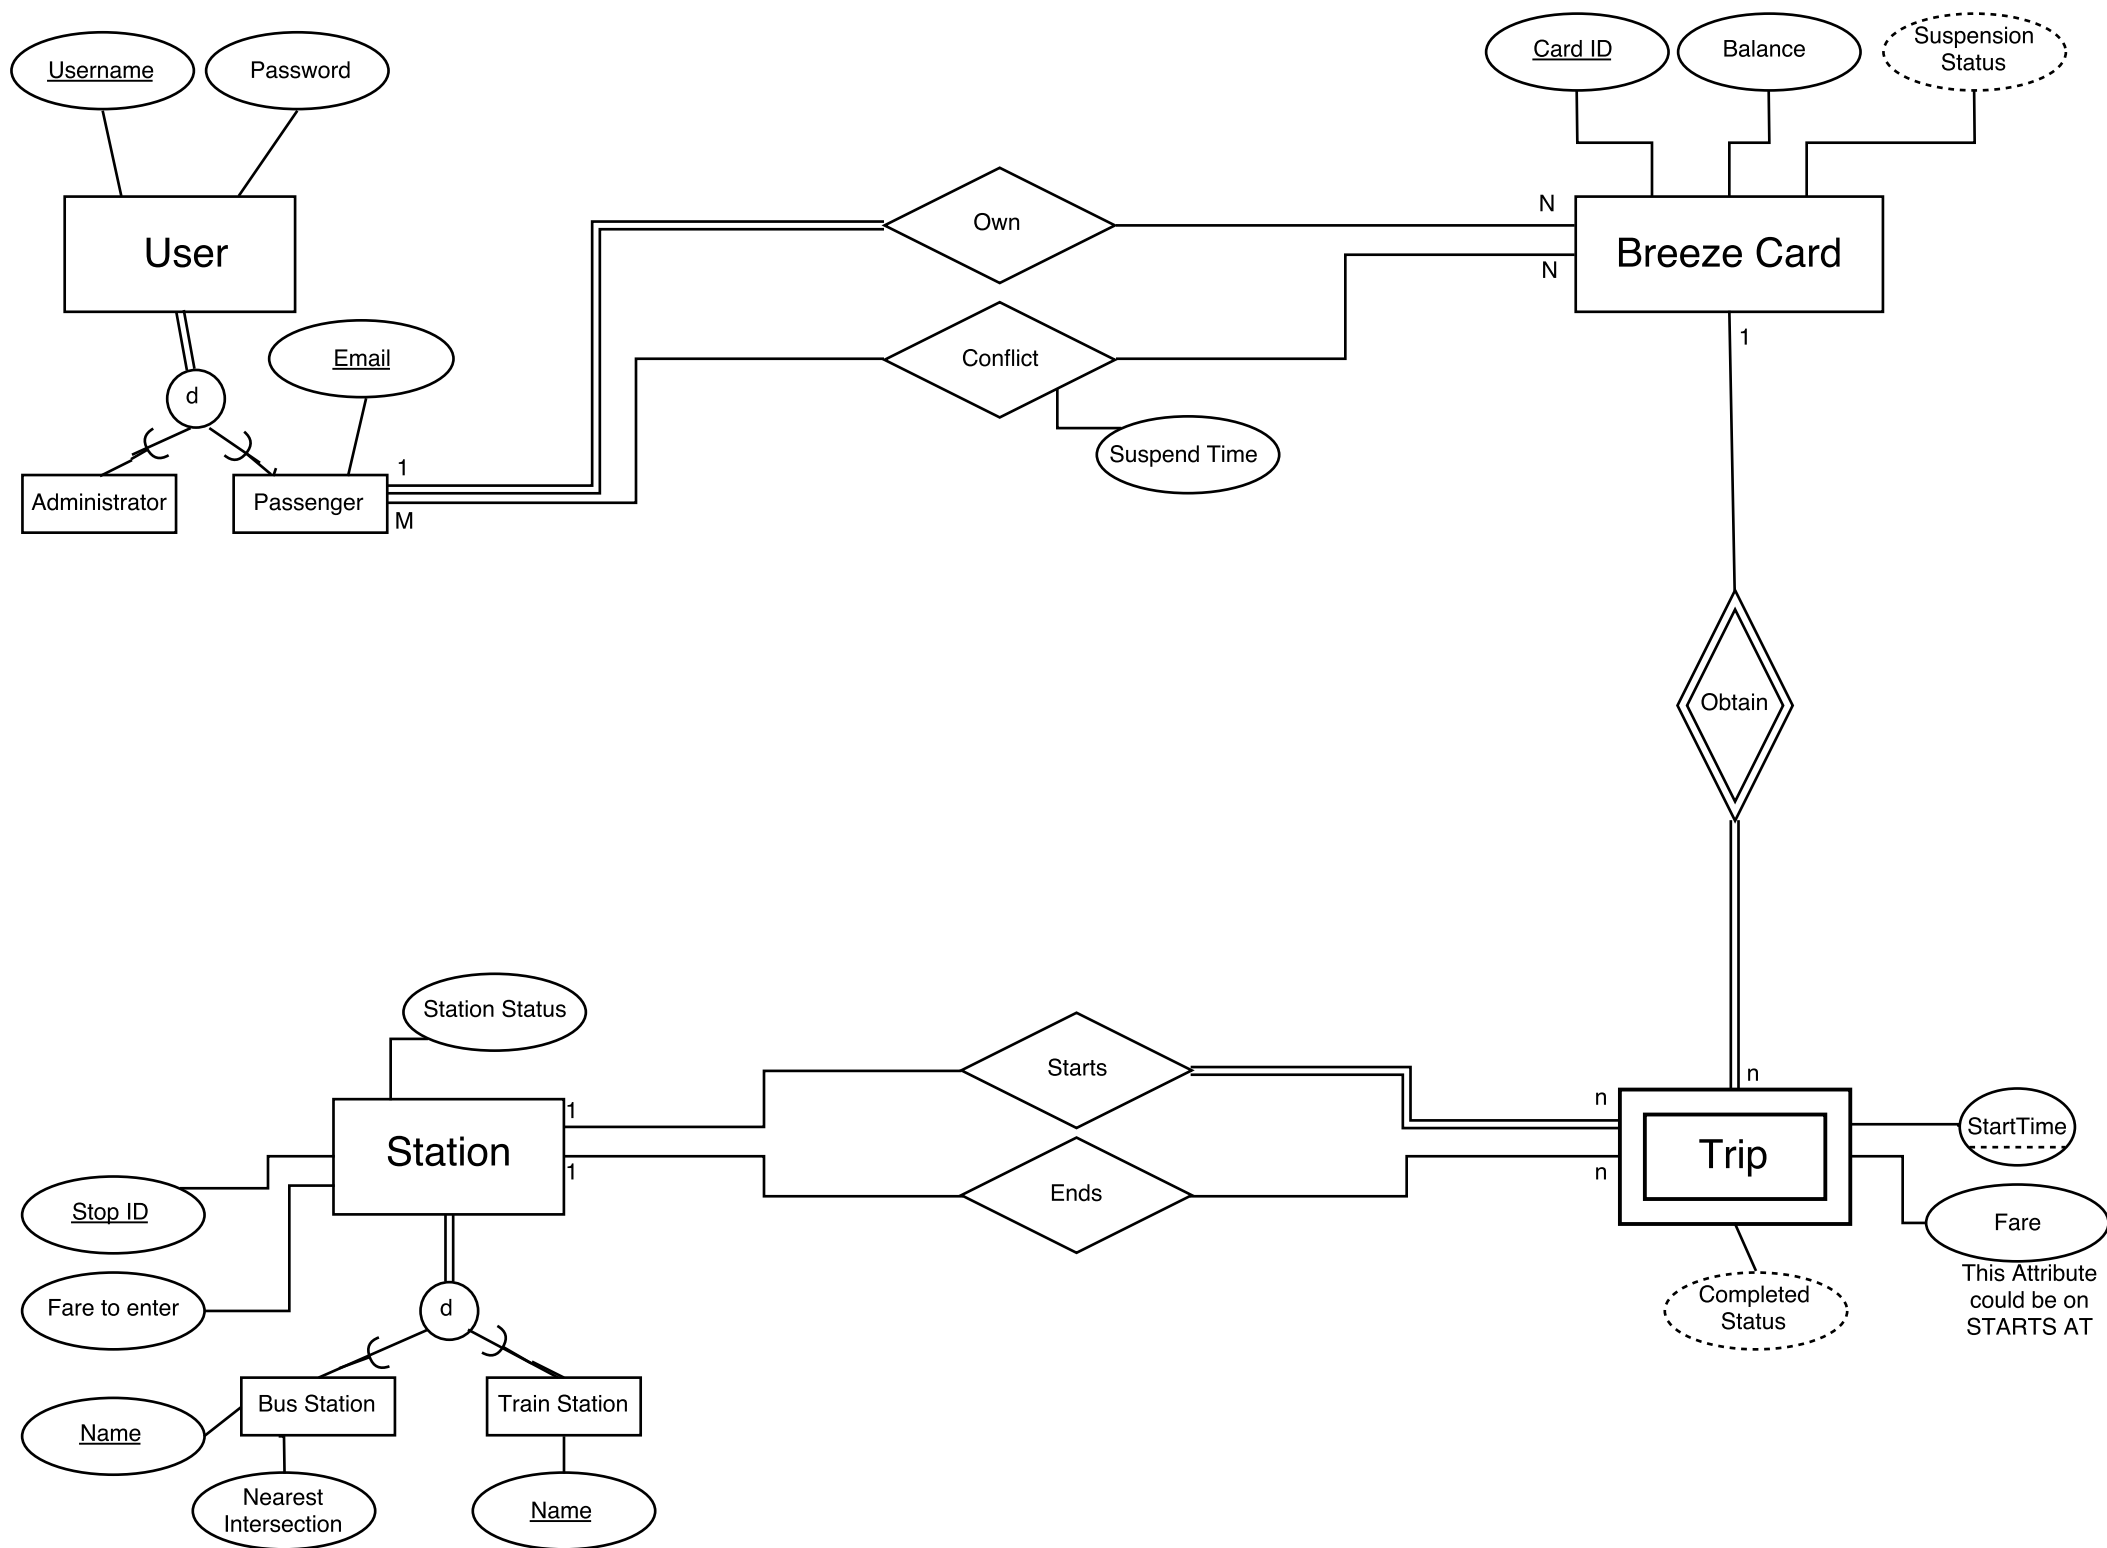 Username
Password
Card ID
Balance
Suspension
Status
User
Own
N
Breeze Card
N
1
Email
Conflict
d
Suspend Time
1
Administrator
Passenger
M
Obtain
Station Status
Starts
n
n
1
Station
1
n
Trip
n
StartTime
Ends
Stop ID
Fare
This Attribute
could be on
STARTS AT
Fare to enter
d
Completed
Status
Bus Station
Train Station
Name
Nearest
Intersection
Name